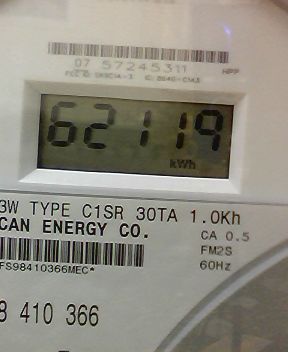 07 57245311
62119
kWh
3W TYPE C1SR 30TA 1.0Kh
CAN ENERGY CO.
CA 0.5
FM2S
FS98410366MEC*
60Hz
8 410 366